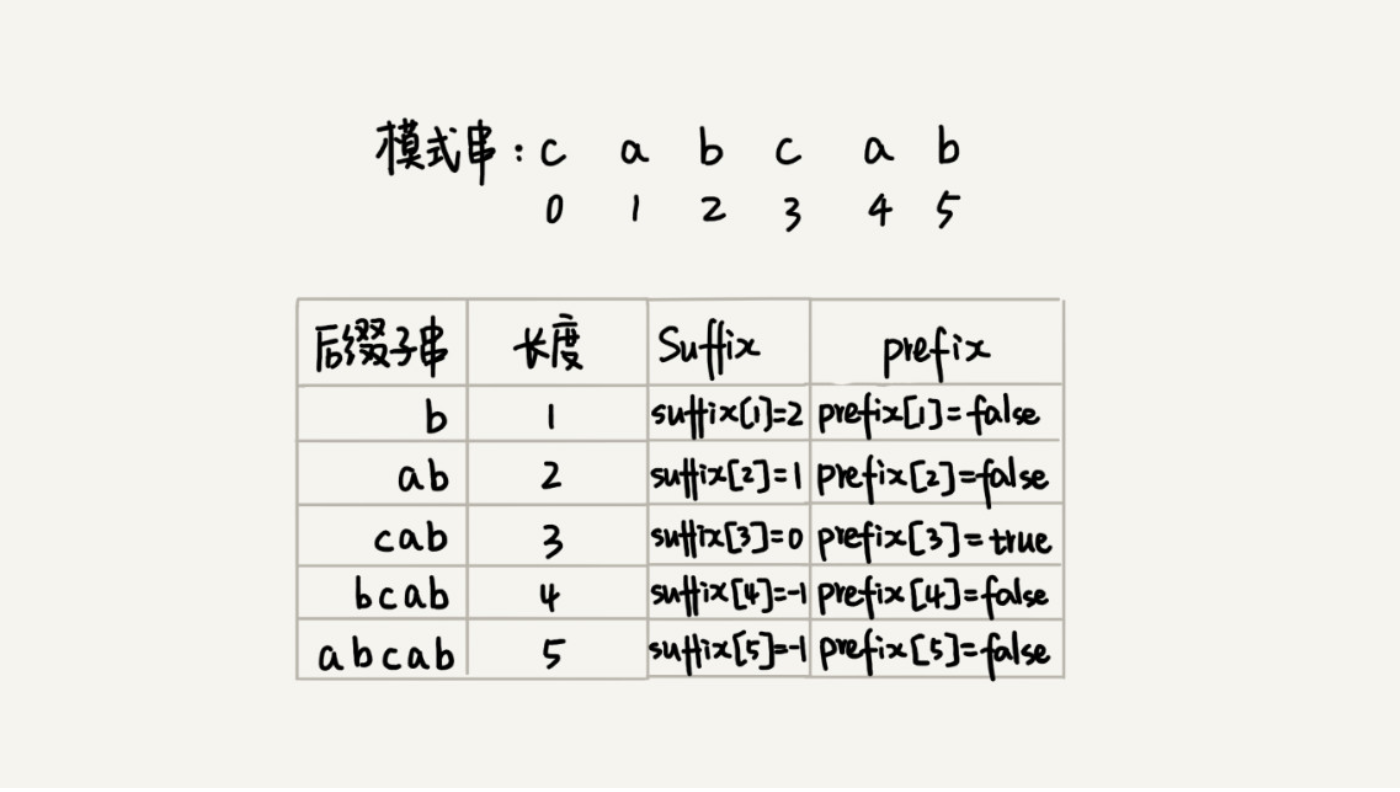 模式串: c a b c a b
0 1 2 3 4 5
后缀子串 长度 Suffix prefix
b 1 suffix[1]=2 prefix[1]=false
ab 2 suffix[2]=1 prefix[2]=false
cab 3 suffix[3]=0 prefix[3]=true
bcab 4 suffix[4]=-1 prefix[4]=false
abcab 5 suffix[5]=-1 prefix[5]=false